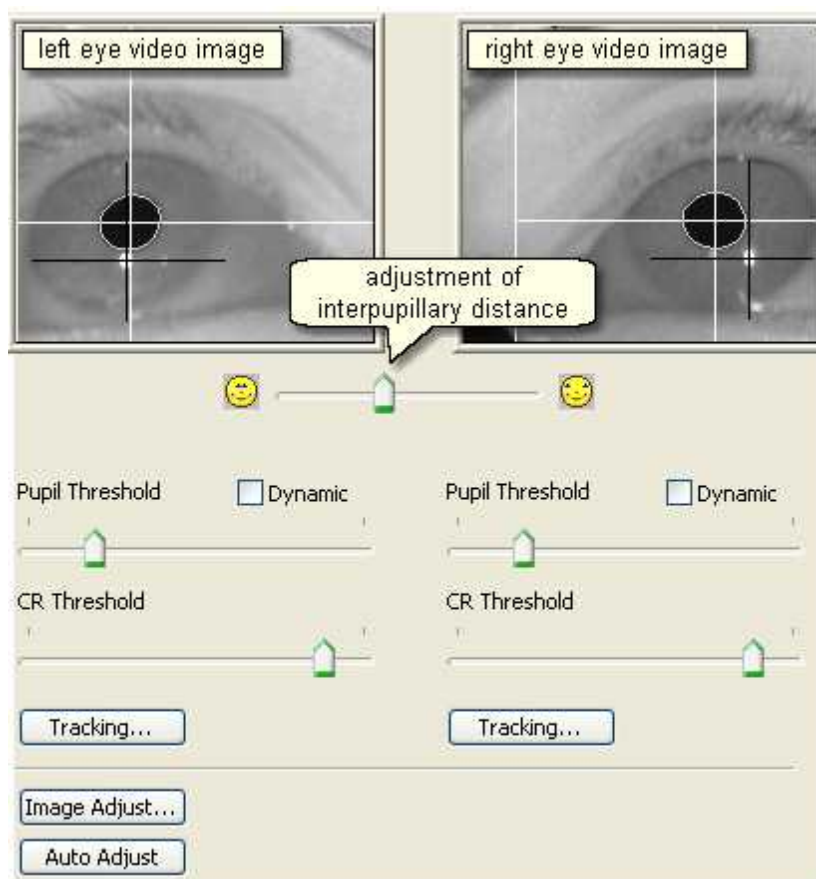 left eye video image
right eye video image
adjustment of
interpupillary distance
Pupil Threshold
Dynamic
Pupil Threshold
Dynamic
CR Threshold
CR Threshold
Tracking...
Tracking...
Image Adjust...
Auto Adjust